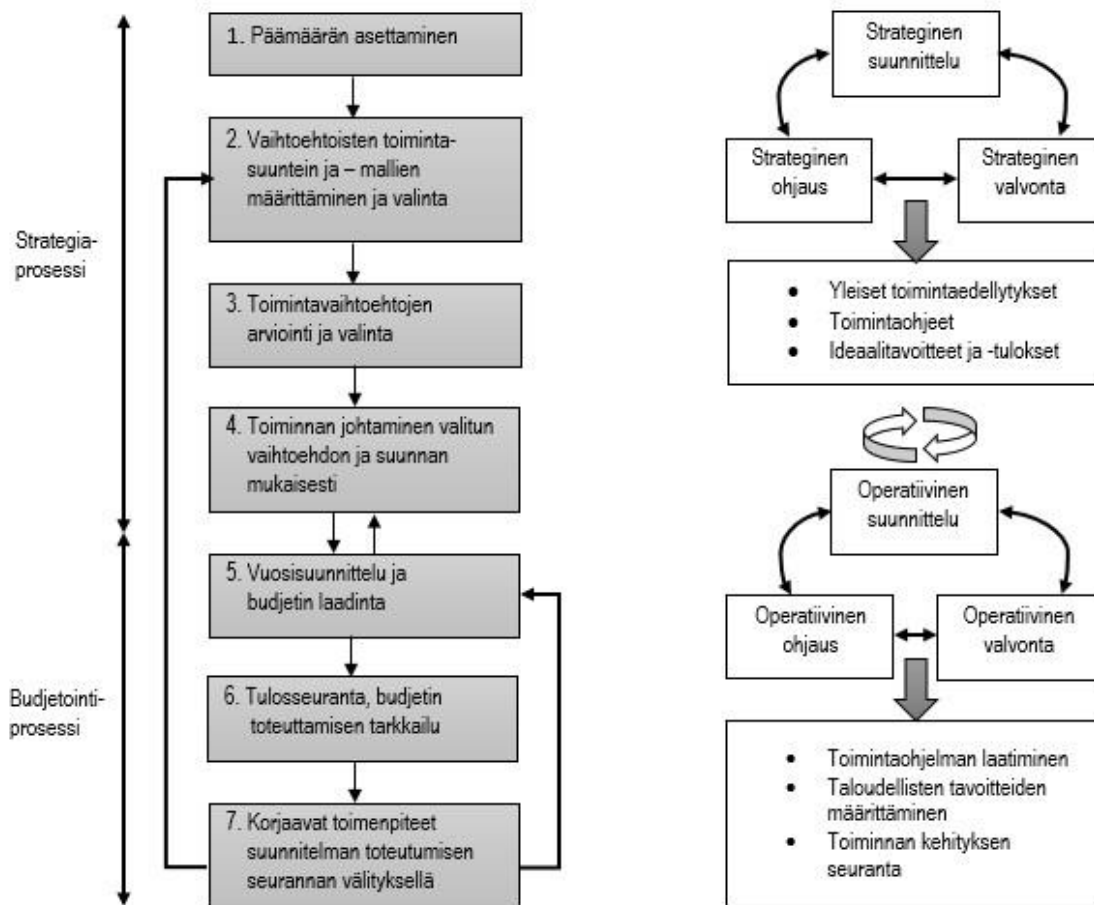 1. Päämäärän asettaminen
2. Vaihtoehtoisten toiminta-
suuntein ja – mallien
määrittäminen ja valinta
Strategia-
prosessi
3. Toimintavaihtoehtojen
arviointi ja valinta
4. Toiminnan johtaminen valitun
vaihtoehdon ja suunnan
mukaisesti
5. Vuosisuunnittelu ja
budjetin laadinta
Budjetointi-
prosessi
6. Tulosseuranta, budjetin
toteuttamisen tarkkailu
7. Korjaavat toimenpiteet
suunnitelman toteutumisen
seurannan välityksellä
Strateginen
suunnittelu
Strateginen
ohjaus
Strateginen
valvonta
• Yleiset toimintaedellytykset
• Toimintaohjeet
• Ideaalitavoitteet ja -tulokset
Operatiivinen
suunnittelu
Operatiivinen
ohjaus
Operatiivinen
valvonta
• Toimintaohjelman laatiminen
• Taloudellisten tavoitteiden
määrittäminen
• Toiminnan kehityksen
seuranta